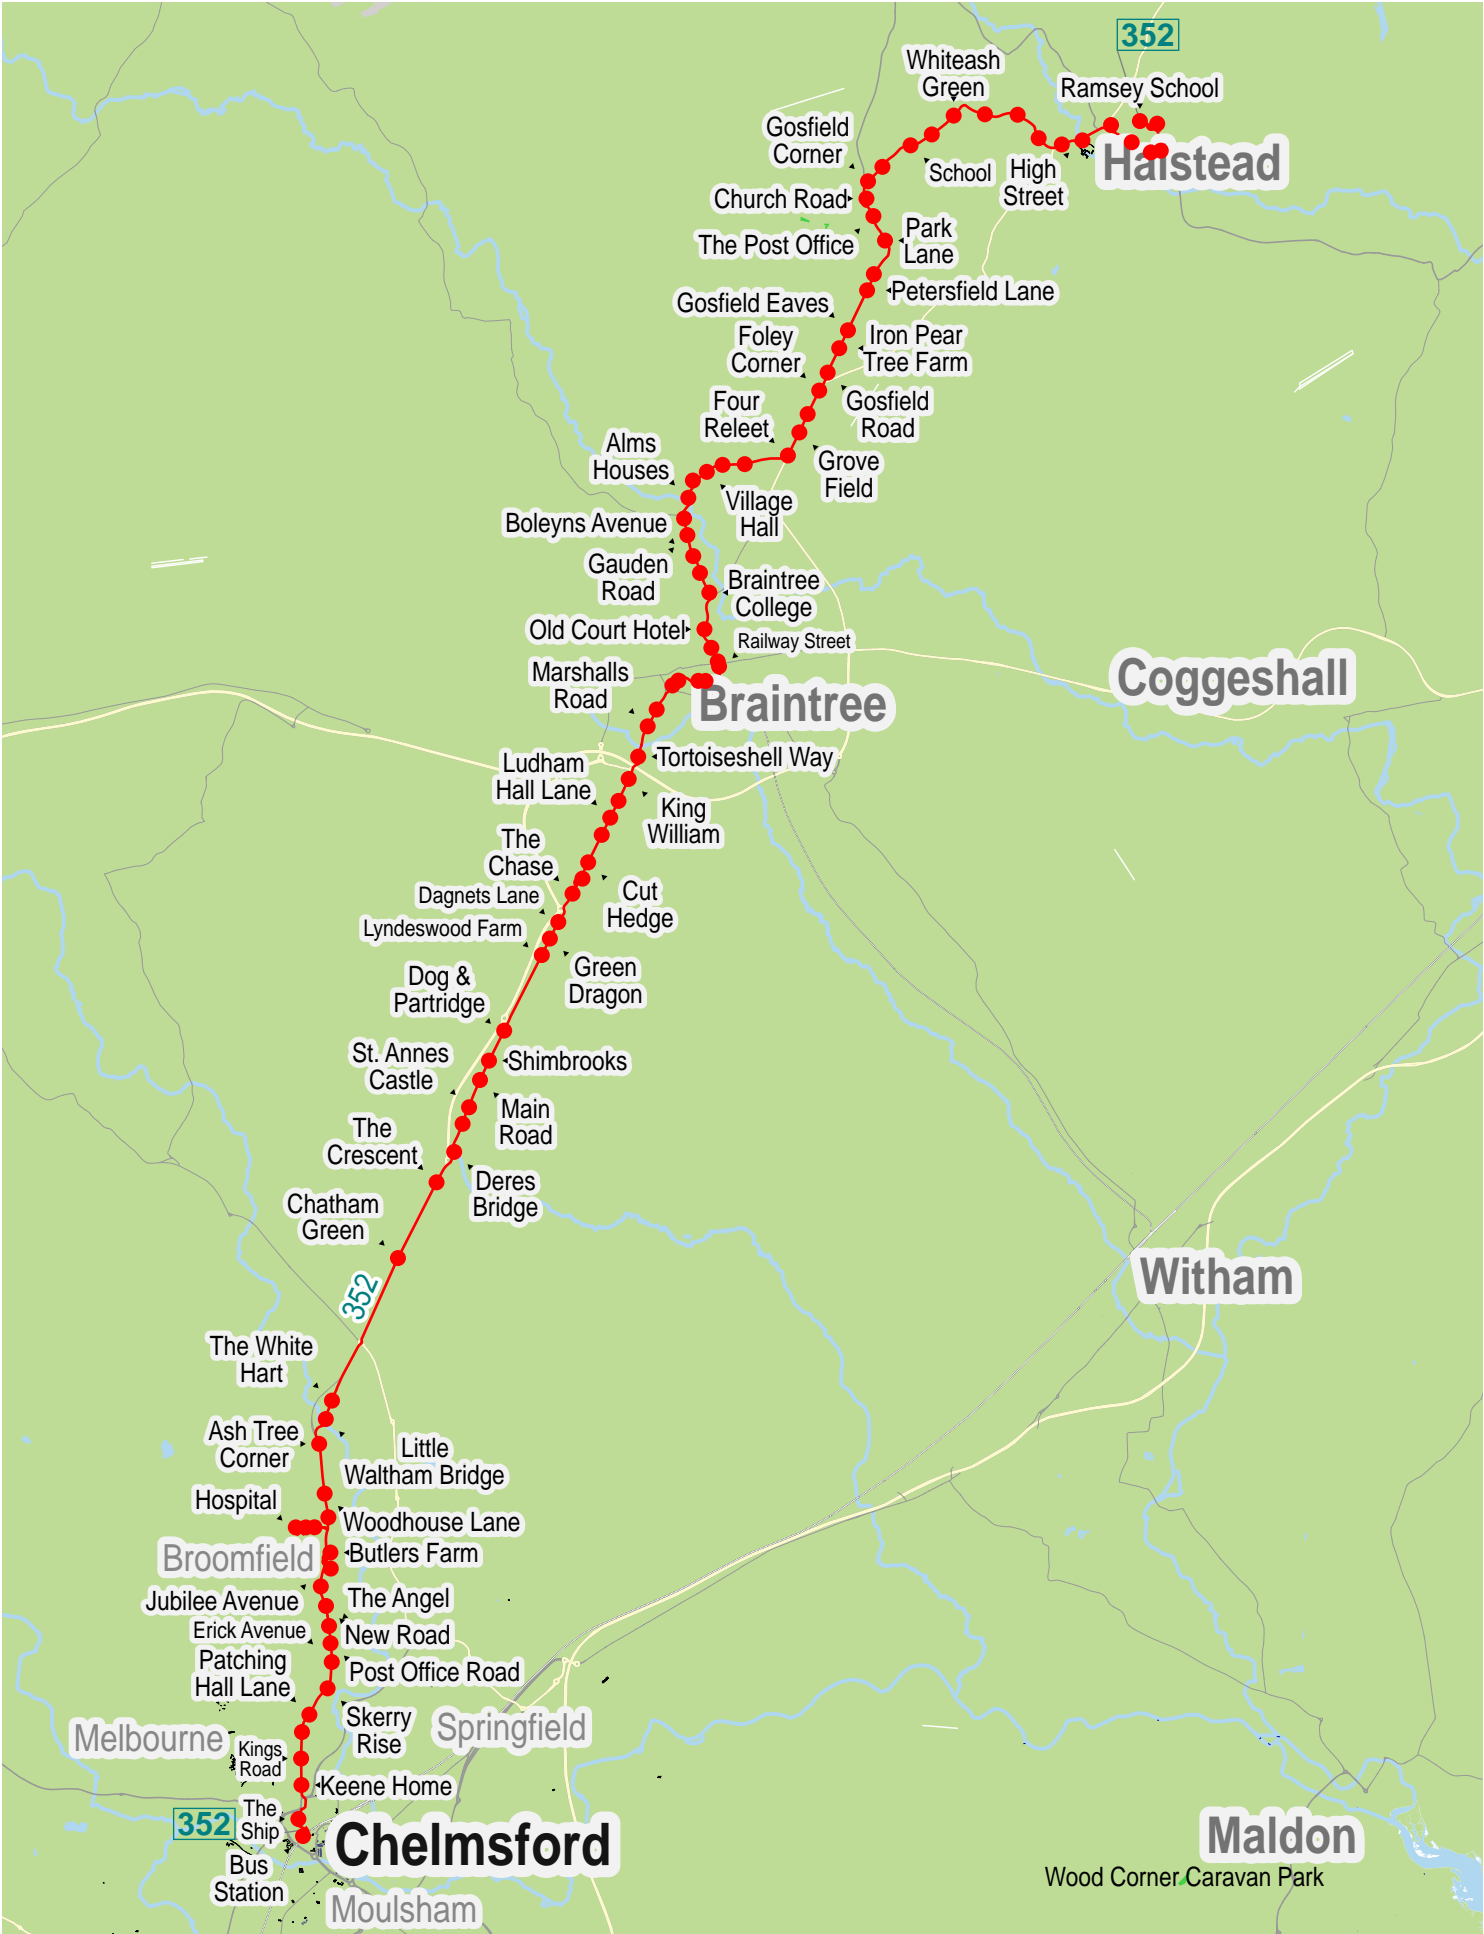 352
Whiteash
Green
Ramsey School
Gosfield
Corner
School
High
Street
Halstead
Church Road
The Post Office
Park
Lane
Petersfield Lane
Gosfield Eaves
Foley
Corner
Iron Pear
Tree Farm
Four
Releet
Gosfield
Road
Alms
Houses
Grove
Field
Village
Hall
Boleyns Avenue
Gauden
Road
Braintree
College
Old Court Hotel
Railway Street
Marshalls
Road
Braintree
Coggeshall
Ludham
Hall Lane
Tortoiseshell Way
King
William
The
Chase
Dagnets Lane
Cut
Hedge
Lyndeswood Farm
Dog &
Partridge
Green
Dragon
St. Annes
Castle
Shimbrooks
Main
Road
The
Crescent
Deres
Bridge
Chatham
Green
352
Witham
The White
Hart
Ash Tree
Corner
Little
Waltham Bridge
Hospital
Woodhouse Lane
Broomfield
Butlers Farm
Jubilee Avenue
The Angel
Erick Avenue
New Road
Patching
Hall Lane
Post Office Road
Skerry
Rise
Melbourne
Springfield
Kings
Road
Keene Home
352
The
Ship
Chelmsford
Bus
Station
Moulsham
Maldon
Wood Corner Caravan Park